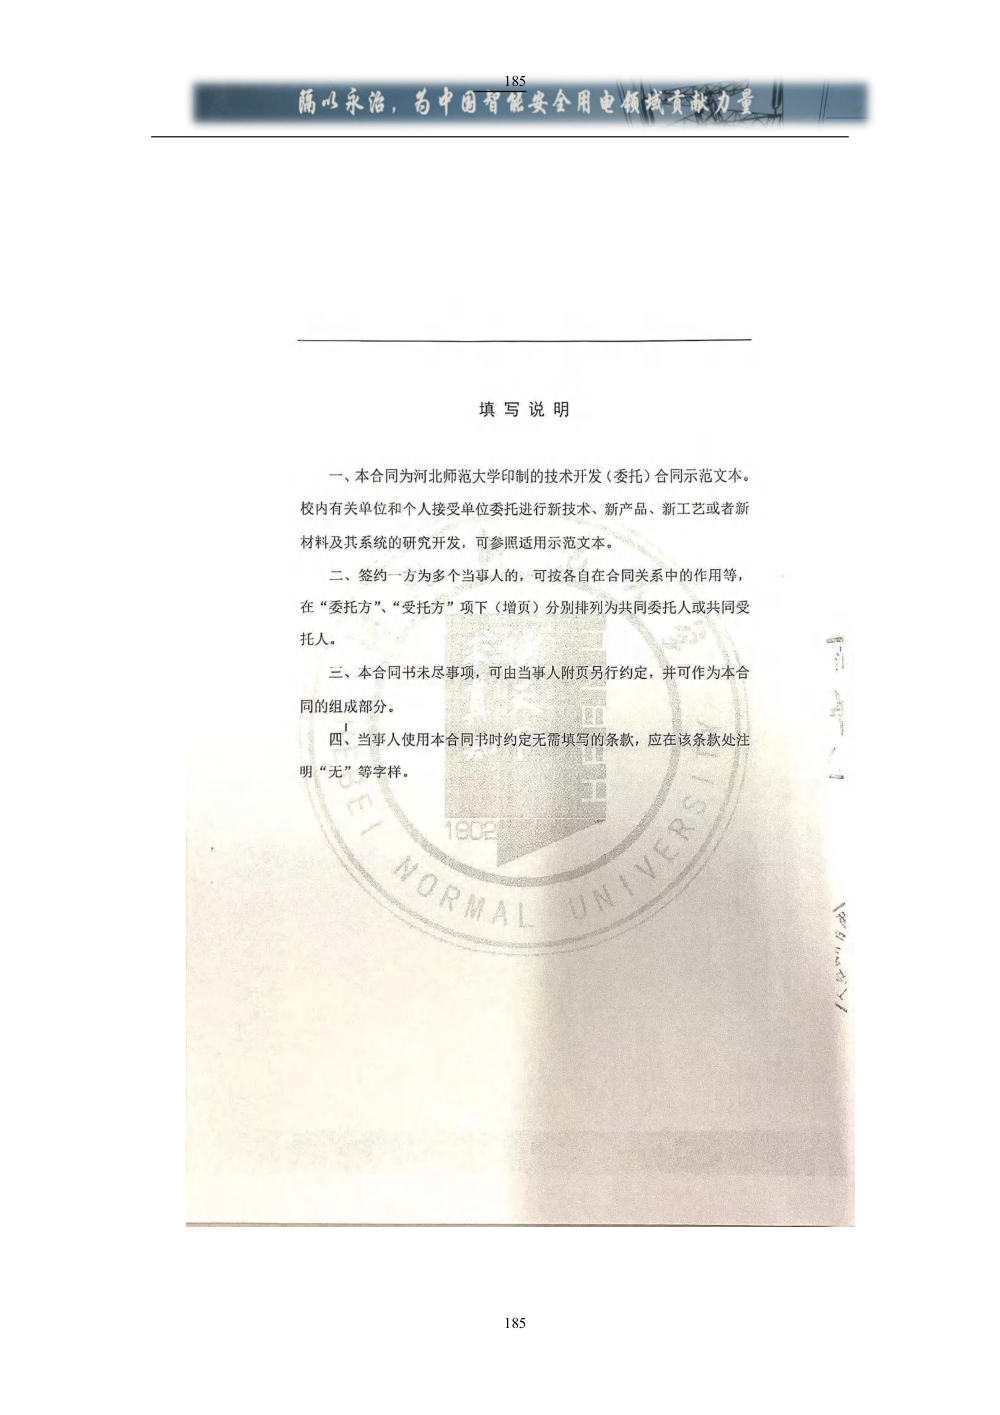 185
隔以永治，为中国智能安全用电领域贡献力量
填写说明
一、本合同为河北师范大学印制的技术开发（委托）合同示范文本。
校内有关单位和个人接受单位委托进行新技术、新产品、新工艺或者新
材料及其系统的研究开发，可参照适用示范文本。
二、签约一方为多个当事人的，可按各自在合同关系中的作用等，
在“委托方”、“受托方”项下（增页）分别排列为共同委托人或共同受
托人。
三、本合同书未尽事项，可由当事人附页另行约定，并可作为本合
同的组成部分。
四、当事人使用本合同书时约定无需填写的条款，应在该条款处注
明“无”等字样。
1902
HEBEI NORMAL UNIVERSITY
185